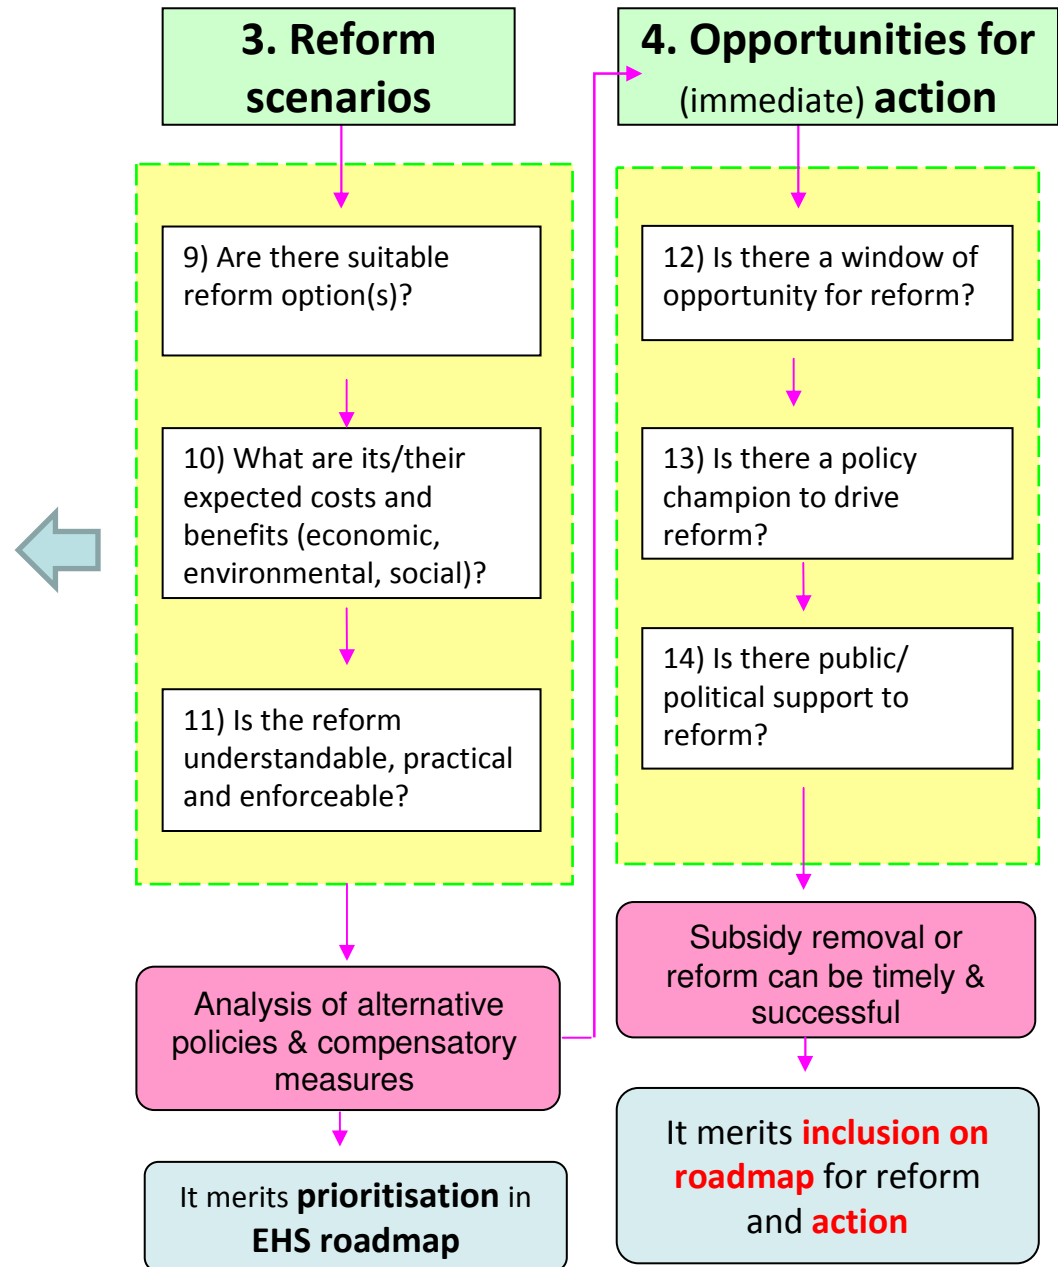 3. Reform
scenarios
9) Are there suitable
reform option(s)?
10) What are its/their
expected costs and
benefits (economic,
environmental, social)?
11) Is the reform
understandable, practical
and enforceable?
Analysis of alternative
policies & compensatory
measures
It merits prioritisation in
EHS roadmap
4. Opportunities for
(immediate) action
12) Is there a window of
opportunity for reform?
13) Is there a policy
champion to drive
reform?
14) Is there public/
political support to
reform?
Subsidy removal or
reform can be timely &
successful
It merits inclusion on
roadmap for reform
and action